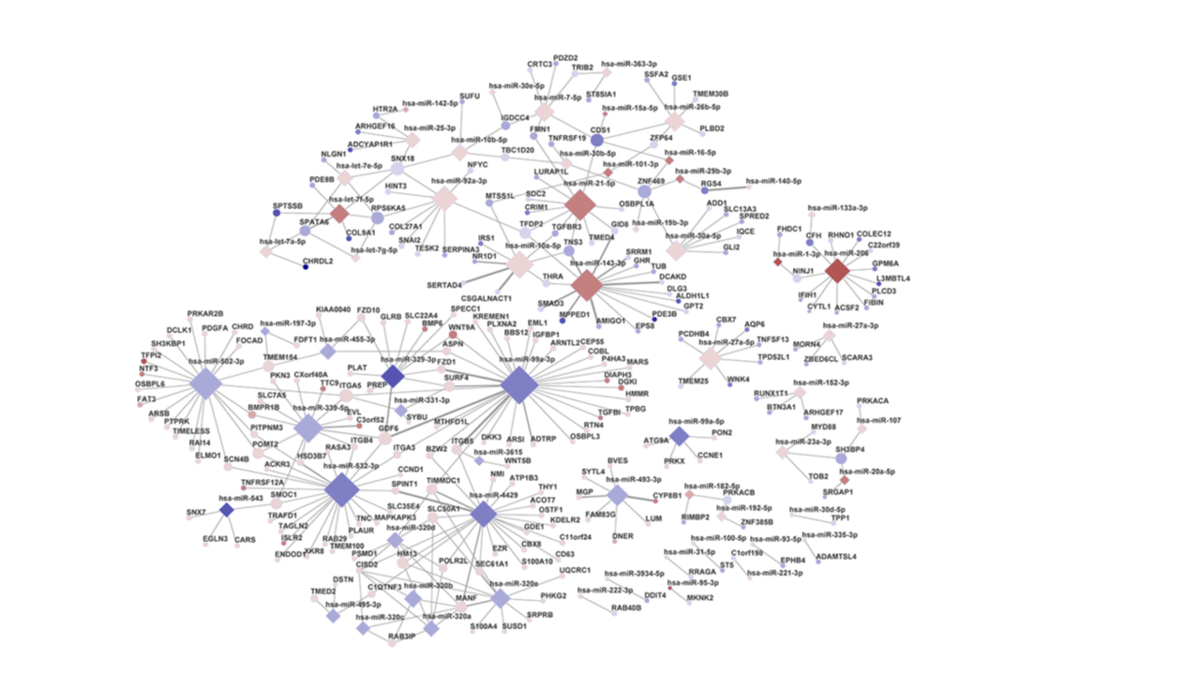 PDZD2
CRTC3
TRIB2
hsa-miR-363-3p
SSFA2
GSE1
hsa-miR-30e-5p
SUFU
ST8SIA1
TMEM30B
hsa-miR-142-5p
HTR2A
hsa-miR-7-5p
hsa-miR-15a-5p
hsa-miR-26b-5p
IGDCC4
ARHGEF16
hsa-miR-25-3p
FMN1
CDS1
PLBD2
TNFRSF19
ZFP64
ADCYAP1R1
hsa-miR-10b-5p
NLGN1
SNX18
TBC1D20
hsa-miR-30b-5p
hsa-miR-16-5p
hsa-let-7e-5p
NFYC
hsa-miR-101-3p
LURAP1L
hsa-miR-29b-3p
PDE8B
HINT3
hsa-miR-92a-3p
hsa-miR-21-5p
ZNF469
RGS4
hsa-miR-140-5p
hsa-let-7f-5p
MTSS1L
SDC2
SPTSSB
RPS6KA5
CRIM1
OSBPL1A
ADD1
SLC13A3
hsa-miR-133a-3p
SPATA6
COL27A1
TFDP2
TGFBR3
GID8
hsa-miR-19b-3p
SPRED2
COL9A1
hsa-let-7a-5p
SNAI2
IRS1
TNS3
TMED4
hsa-miR-30a-5p
IQCE
FHDC1
CFH
RHND1
COLEC12
hsa-let-7g-5p
TESK2
SERPINA3
hsa-miR-10a-5p
GLI2
C22orf39
CHRDL2
NR1D1
hsa-miR-143-3p
SRRM1
GHR
TUB
hsa-miR-1-3p
hsa-miR-206
GPM6A
NINJ1
SERTAD4
THRA
DCAKD
L3MBTL4
DLG3
ALDH1L1
IFIH1
PLCD3
CSGALNACT1
SMAD3
GPT2
CYTL1
ACSF2
FIBIN
MPPED1
AMIGO1
EPS8
PDE3B
PRKAR2B
KIAA0040
FZD10
SPECC1
DCLK1
PDGFA
CHRD
hsa-miR-197-3p
GLRB
SLC22A4
BMP6
KREMEN1
PLXNA2
EML1
CBX7
AQP6
hsa-miR-27a-3p
SH3KBP1
FOCAD
FDFT1
hsa-miR-455-3p
WNT9A
BBS12
IGFBP1
PCDHB4
TNFSF13
TFPI2
hsa-miR-502-3p
TMEM154
ASPN
ARNTL2
CEP55
hsa-miR-27a-5p
MORN4
NTF3
hsa-miR-329-3p
FZD1
hsa-miR-99a-3p
COBL
TPD52L1
ZBED6CL
SCARA3
PLAT
P4HA3
MARS
OSBPL6
PKN3
CXorf40A
TTC9
ITGA5
PREP
SURF4
DIAPH3
DGKI
TMEM25
WNK4
FAT3
SLC7A5
HMMR
hsa-miR-152-3p
RUNX1T1
ARSB
BMPR1B
hsa-miR-339-5p
EVL
hsa-miR-331-3p
TGFBI
TPBG
BTN3A1
PRKACA
PTPRK
C3orf52
SYBU
MTHFD1L
RTN4
ARHGEF17
TIMELESS
PITPNM3
GDF6
OSBPL3
hsa-miR-99a-5p
PON2
MYD88
hsa-miR-107
RAI14
POMT2
RASA3
ITGB4
ITGA3
ITGB5
DKK3
ARSI
ADTRP
ATG9A
hsa-miR-23a-3p
ELMO1
SCN4B
HSD3B7
BZW2
hsa-miR-3615
WNT5B
CCNE1
SH3BP4
ACKR3
hsa-miR-532-3p
CCND1
BVES
PRKX
NMI
SYTL4
hsa-miR-493-3p
hsa-miR-20a-5p
TNFRSF12A
SPINT1
TIMMDC1
ATP1B3
THY1
TOB2
hsa-miR-543
SMOC1
hsa-miR-4429
ACOT7
MGP
CYP8B1
hsa-miR-182-5p
PRKACB
SRGAP1
SNX7
TRAFD1
SLC35E4
SLC50A1
OSTF1
TNC
MAPKAPK3
KDELR2
FAM83G
LUM
RIMBP2
hsa-miR-192-5p
hsa-miR-30d-5p
TAGLN2
PLAUR
hsa-miR-320d
GDE1
ZNF385B
TPP1
EGLN3
CARS
ISLR2
RAB29
C11orf24
DNER
hsa-miR-100-5p
hsa-miR-93-5p
hsa-miR-335-3p
TMEM100
CBX8
ENDOD1
XKR8
PSMD1
HM13
EZR
CD63
hsa-miR-31-5p
C1orf198
EPHB4
ADAMTSL4
CISD2
POLR2L
SEC61A1
S100A10
ST5
UQCRC1
RRAGA
hsa-miR-221-3p
DSTN
hsa-miR-3934-5p
TMED2
C1QTNF3
hsa-miR-320b
hsa-miR-320e
hsa-miR-95-3p
hsa-miR-222-3p
MANF
PHKG2
DDIT4
MKNK2
hsa-miR-495-3p
RAB40B
hsa-miR-320c
hsa-miR-320a
SRPRB
S100A4
SUSD1
RAB3IP